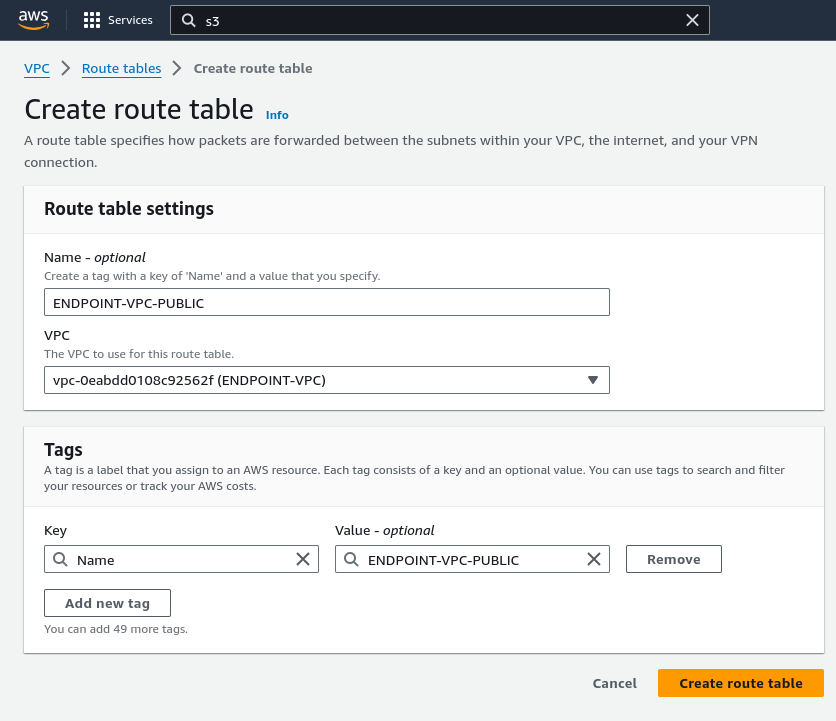 aws
Services
s3
VPC
Route tables
Create route table
Create route table Info
A route table specifies how packets are forwarded between the subnets within your VPC, the internet, and your VPN
connection.
Route table settings
Name - optional
Create a tag with a key of 'Name' and a value that you specify.
ENDPOINT-VPC-PUBLIC
VPC
The VPC to use for this route table.
vpc-0eabdd0108c92562f (ENDPOINT-VPC)
Tags
A tag is a label that you assign to an AWS resource. Each tag consists of a key and an optional value. You can use tags to search and filter
your resources or track your AWS costs.
Key
Value - optional
Name
ENDPOINT-VPC-PUBLIC
Remove
Add new tag
You can add 49 more tags.
Cancel
Create route table